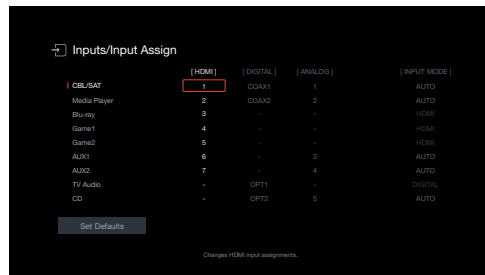 Inputs/Input Assign
[ HDMI ] [ DIGITAL ] [ ANALOG ] [ INPUT MODE ]
CBL/SAT 1 COAX1 1 AUTO
Media Player 2 COAX2 2 AUTO
Blu-ray 3 - - HDMI
Game1 4 - - HDMI
Game2 5 - - HDMI
AUX1 6 - 3 AUTO
AUX2 7 - 4 AUTO
TV Audio - OPT1 - DIGITAL
CD - OPT2 5 AUTO
Set Defaults
Changes HDMI input assignments.